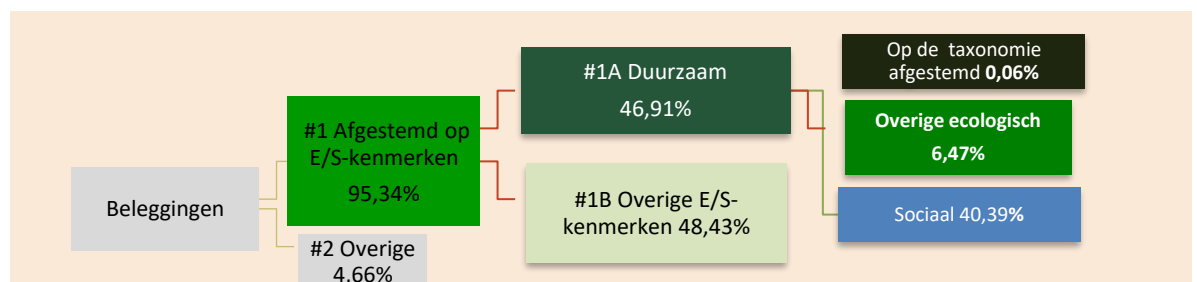 Beleggingen
#1 Afgestemd op
E/S-kenmerken
95,34%
#2 Overige
4,66%
#1A Duurzaam
46,91%
#1B Overige E/S-
kenmerken 48,43%
Op de taxonomie
afgestemd 0,06%
Overige ecologisch
6,47%
Sociaal 40,39%